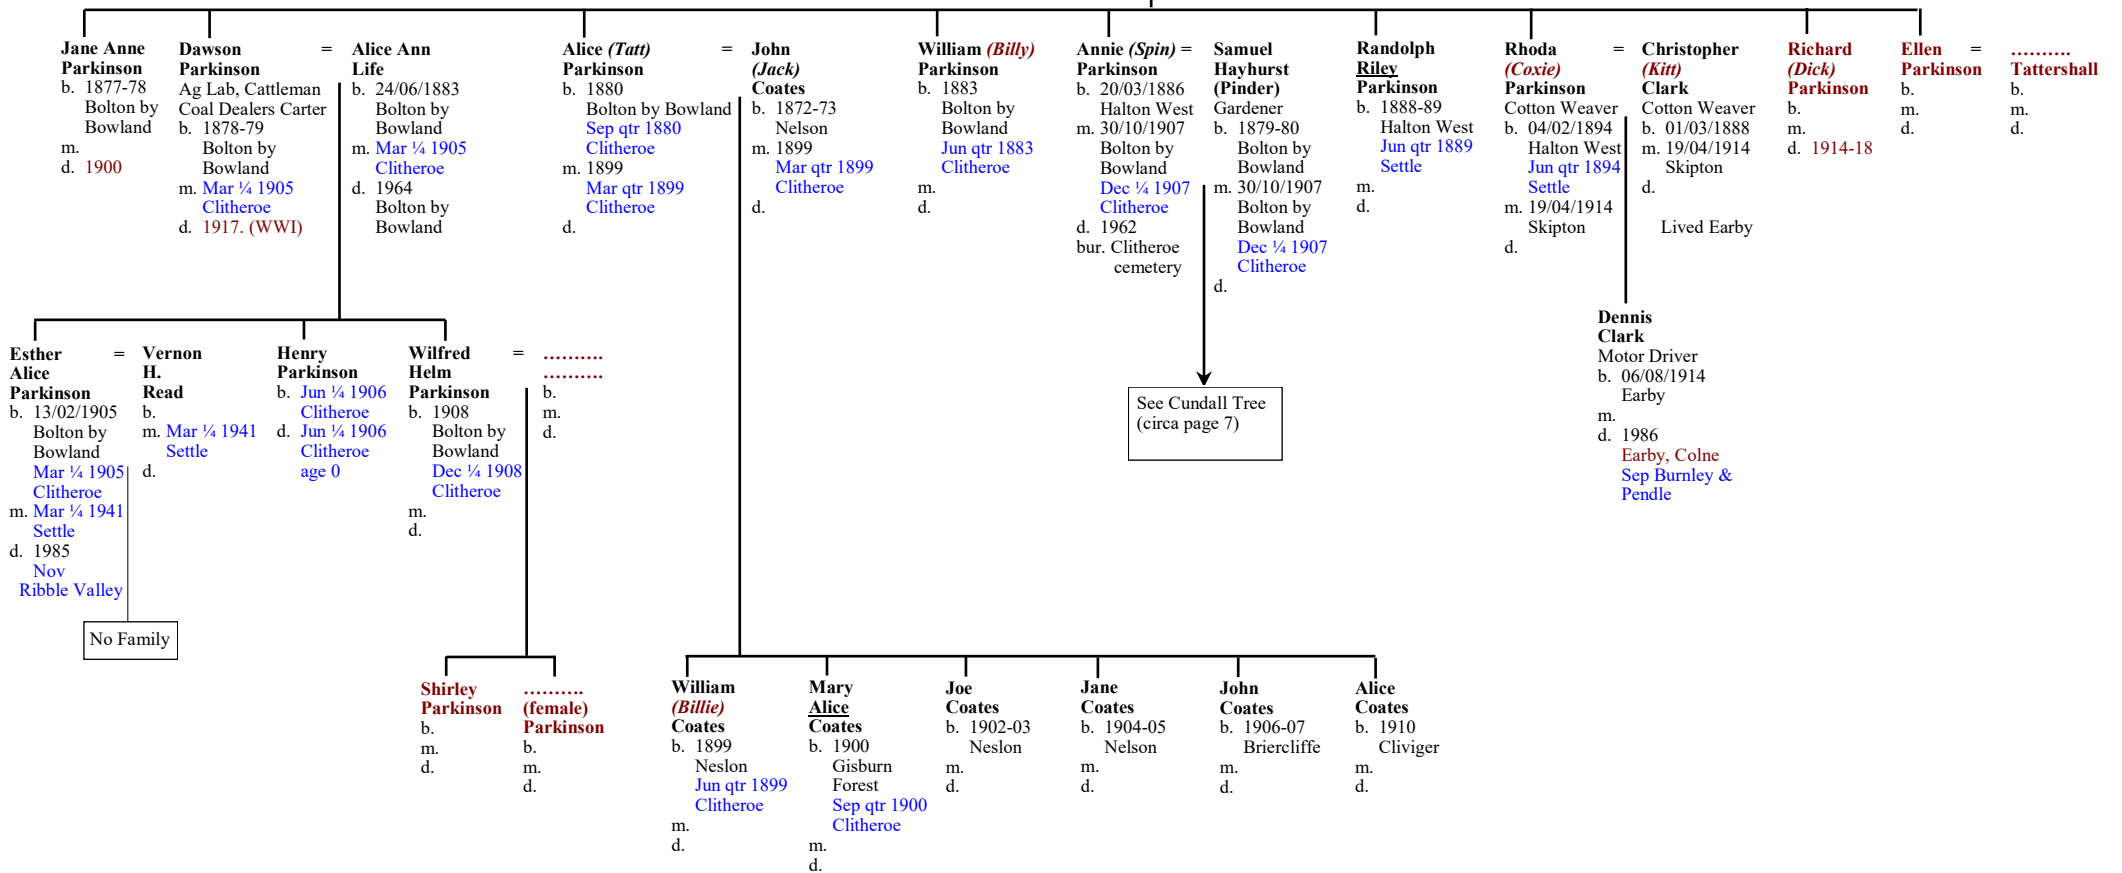 Jane Anne
Parkinson
b. 1877-78
Bolton by
Bowland
m.
d. 1900
Dawson =
Parkinson
Ag Lab, Cattleman
Coal Dealers Carter
b. 1878-79
Bolton by
Bowland
m. Mar ¼ 1905
Clitheroe
d. 1917. (WWI)
Alice Ann
Life
b. 24/06/1883
Bolton by
Bowland
m. Mar ¼ 1905
Clitheroe
d. 1964
Bolton by
Bowland
Alice (Tatt) =
Parkinson
b. 1880
Bolton by Bowland
Sep qtr 1880
Clitheroe
m. 1899
Mar qtr 1899
Clitheroe
d.
John
(Jack)
Coates
b. 1872-73
Nelson
m. 1899
Mar qtr 1899
Clitheroe
d.
William (Billy)
Parkinson
b. 1883
Bolton by
Bowland
Jun qtr 1883
Clitheroe
m.
d.
Annie (Spin) =
Parkinson
b. 20/03/1886
Halton West
m. 30/10/1907
Bolton by
Bowland
Dec ¼ 1907
Clitheroe
d. 1962
bur. Clitheroe
cemetery
Samuel
Hayhurst
(Pinder)
Gardener
b. 1879-80
Bolton by
Bowland
m. 30/10/1907
Bolton by
Bowland
Dec ¼ 1907
Clitheroe
d.
Randolph
Riley
Parkinson
b. 1888-89
Halton West
Jun qtr 1889
Settle
m.
d.
Rhoda =
(Coxie)
Parkinson
Cotton Weaver
b. 04/02/1894
Halton West
Jun qtr 1894
Settle
m. 19/04/1914
Skipton
d.
Christopher
(Kitt)
Clark
Cotton Weaver
b. 01/03/1888
m. 19/04/1914
Skipton
d.
Lived Earby
Richard
(Dick)
Parkinson
b.
m.
d. 1914-18
Ellen =
Parkinson
b.
m.
d.
..........
Tattershall
b.
m.
d.
Esther =
Alice
Parkinson
b. 13/02/1905
Bolton by
Bowland
Mar ¼ 1905
Clitheroe
m. Mar ¼ 1941
Settle
d. 1985
Nov
Ribble Valley
No Family
Vernon
H.
Read
b.
m. Mar ¼ 1941
Settle
d.
Henry
Parkinson
b. Jun ¼ 1906
Clitheroe
d. Jun ¼ 1906
Clitheroe
age 0
Wilfred =
Helm
Parkinson
b. 1908
Bolton by
Bowland
Dec ¼ 1908
Clitheroe
m.
d.
..........
..........
b.
m.
d.
See Cundall Tree
(circa page 7)
Dennis
Clark
Motor Driver
b. 06/08/1914
Earby
m.
d. 1986
Earby, Colne
Sep Burnley &
Pendle
Shirley
Parkinson
b.
m.
d.
..........
(female)
Parkinson
b.
m.
d.
William
(Billie)
Coates
b. 1899
Neslon
Jun qtr 1899
Clitheroe
m.
d.
Mary
Alice
Coates
b. 1900
Gisburn
Forest
Sep qtr 1900
Clitheroe
m.
d.
Joe
Coates
b. 1902-03
Neslon
m.
d.
Jane
Coates
b. 1904-05
Nelson
m.
d.
John
Coates
b. 1906-07
Briercliffe
m.
d.
Alice
Coates
b. 1910
Cliviger
m.
d.